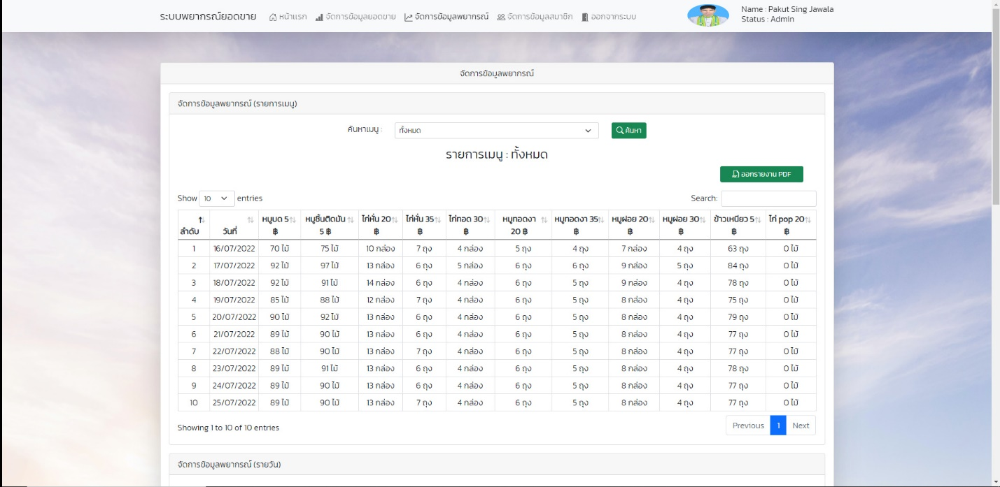 ระบบพยากรณ์ยอดขาย หน้าแรก จัดการข้อมูลยอดขาย จัดการข้อมูลพยากรณ์ จัดการข้อมูลสมาชิก ออกจากระบบ
Name : Pakut Sing Jawala
Status : Admin
จัดการข้อมูลพยากรณ์
จัดการข้อมูลพยากรณ์ (รายการเมนู)
ค้นหาเมนู : ทั้งหมด ค้นหา
รายการเมนู : ทั้งหมด
ออกรายงาน PDF
Show 10 entries Search:
ลำดับ วันที่ หมูบด 5 ฿ หมูชิ้นติดมัน 5 ฿ ไก่หั่น 20 ฿ ไก่หั่น 35 ฿ ไก่ทอด 30 ฿ หมูทอดงา 20 ฿ หมูทอดงา 35 ฿ หมูฝอย 20 ฿ หมูฝอย 30 ฿ ข้าวเหนียว 5 ฿ ไก่ pop 20 ฿
1 16/07/2022 70 ไม้ 75 ไม้ 10 กล่อง 7 ถุง 4 กล่อง 5 ถุง 4 ถุง 7 กล่อง 4 ถุง 63 ถุง 0 ไม้
2 17/07/2022 92 ไม้ 97 ไม้ 13 กล่อง 6 ถุง 5 กล่อง 6 ถุง 6 ถุง 9 กล่อง 5 ถุง 84 ถุง 0 ไม้
3 18/07/2022 92 ไม้ 91 ไม้ 14 กล่อง 6 ถุง 4 กล่อง 6 ถุง 5 ถุง 9 กล่อง 4 ถุง 78 ถุง 0 ไม้
4 19/07/2022 85 ไม้ 88 ไม้ 12 กล่อง 7 ถุง 4 กล่อง 6 ถุง 5 ถุง 8 กล่อง 4 ถุง 75 ถุง 0 ไม้
5 20/07/2022 90 ไม้ 92 ไม้ 13 กล่อง 6 ถุง 4 กล่อง 6 ถุง 5 ถุง 8 กล่อง 4 ถุง 79 ถุง 0 ไม้
6 21/07/2022 89 ไม้ 90 ไม้ 13 กล่อง 6 ถุง 4 กล่อง 6 ถุง 5 ถุง 8 กล่อง 4 ถุง 77 ถุง 0 ไม้
7 22/07/2022 88 ไม้ 90 ไม้ 13 กล่อง 7 ถุง 4 กล่อง 6 ถุง 5 ถุง 8 กล่อง 4 ถุง 77 ถุง 0 ไม้
8 23/07/2022 89 ไม้ 91 ไม้ 13 กล่อง 6 ถุง 4 กล่อง 6 ถุง 5 ถุง 8 กล่อง 4 ถุง 78 ถุง 0 ไม้
9 24/07/2022 89 ไม้ 90 ไม้ 13 กล่อง 6 ถุง 4 กล่อง 6 ถุง 5 ถุง 8 กล่อง 4 ถุง 77 ถุง 0 ไม้
10 25/07/2022 89 ไม้ 90 ไม้ 13 กล่อง 7 ถุง 4 กล่อง 6 ถุง 5 ถุง 8 กล่อง 4 ถุง 77 ถุง 0 ไม้
Showing 1 to 10 of 10 entries Previous 1 Next
จัดการข้อมูลพยากรณ์ (รายวัน)